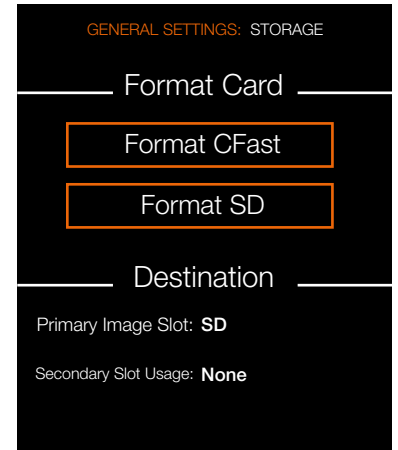 GENERAL SETTINGS: STORAGE
Format Card
Format CFast
Format SD
Destination
Primary Image Slot: SD
Secondary Slot Usage: None